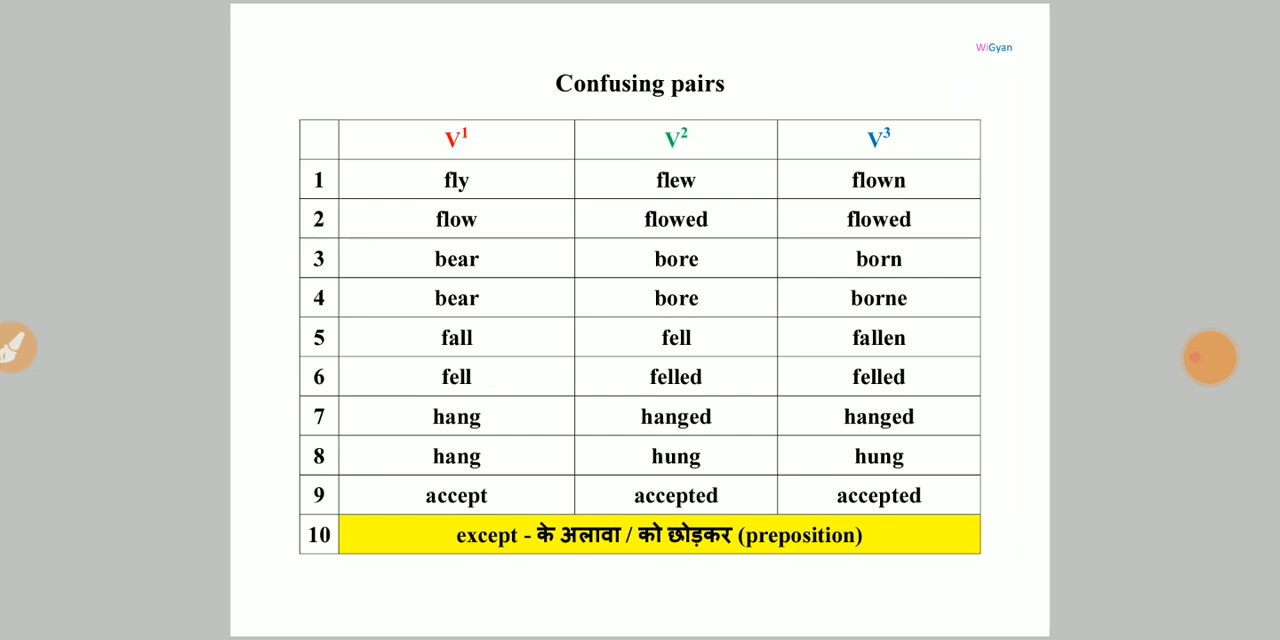 WiGyan
Confusing pairs
V¹ V² V³
1 fly flew flown
2 flow flowed flowed
3 bear bore born
4 bear bore borne
5 fall fell fallen
6 fell felled felled
7 hang hanged hanged
8 hang hung hung
9 accept accepted accepted
10 except - के अलावा / को छोड़कर (preposition)